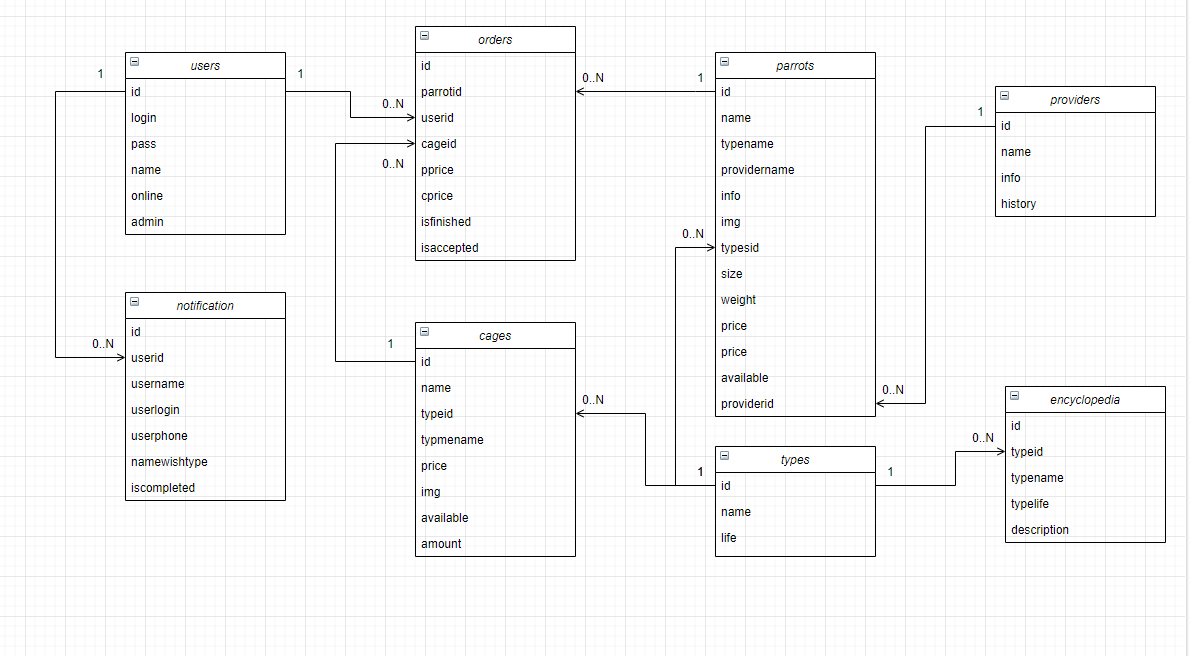 users
id
login
pass
name
online
admin
1
1
0..N
orders
id
parrotid
userid
cageid
pprice
cprice
isfinished
isaccepted
0..N
0..N
1
parrots
id
name
typename
providername
info
img
typesid
size
weight
price
price
available
providerid
0..N
0..N
providers
id
name
info
history
1
notification
id
userid
username
userlogin
userphone
namewishtype
iscompleted
0..N
cages
id
name
typeid
typmename
price
img
available
amount
1
0..N
types
id
name
life
1
1
encyclopedia
id
typeid
typename
typelife
description
0..N